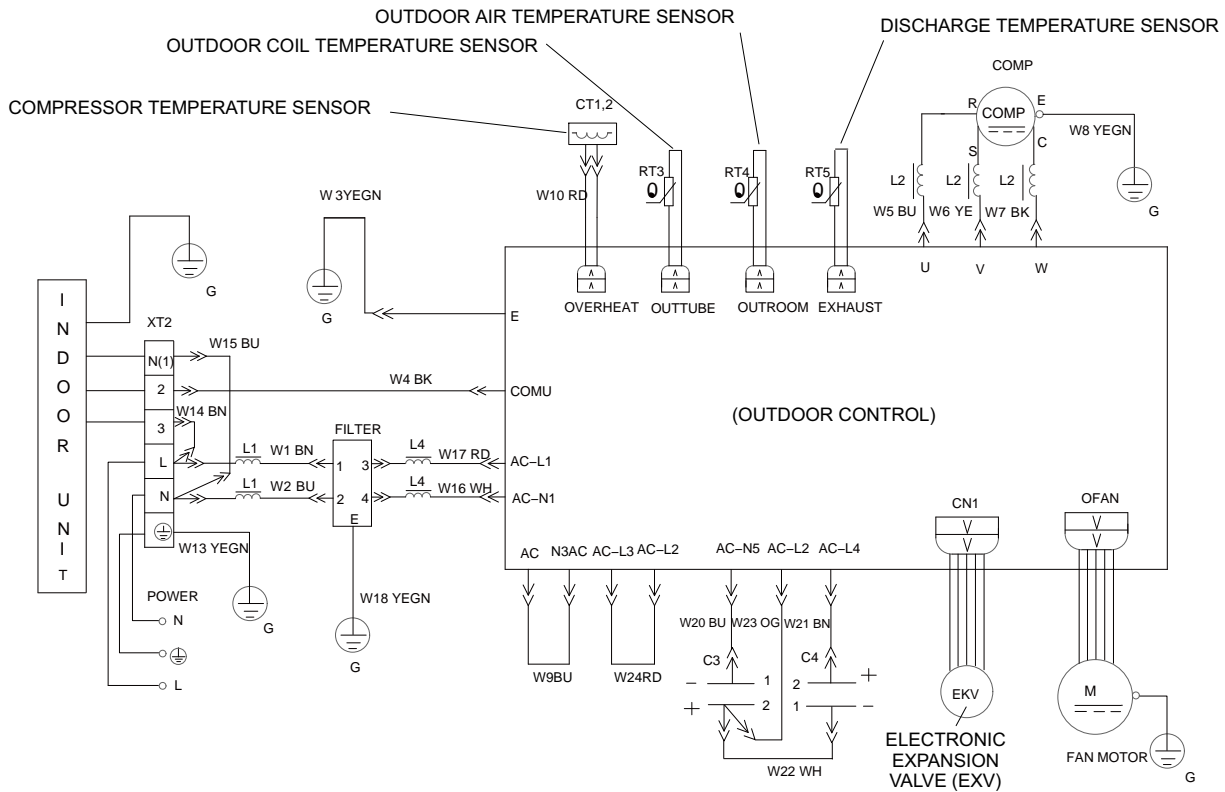 OUTDOOR AIR TEMPERATURE SENSOR
DISCHARGE TEMPERATURE SENSOR
OUTDOOR COIL TEMPERATURE SENSOR
COMP
COMPRESSOR TEMPERATURE SENSOR
CT1,2
R
E
COMP
W8 YEGN
S
C
RT3
RT4
RT5
L2
L2
L2
W 3YEGN
W10 RD
W5 BU
W6 YE
W7 BK
G
U
V
W
G
G
OVERHEAT
OUTTUBE
OUTROOM
EXHAUST
INDOOR UNIT
XT2
E
W15 BU
N(1)
W4 BK
2
COMU
W14 BN
3
(OUTDOOR CONTROL)
FILTER
L1
W1 BN
L4
W17 RD
L
1
3
AC–L1
L1
W2 BU
L4
W16 WH
N
2
4
AC–N1
E
CN1
OFAN
W13 YEGN
AC
N3AC
AC–L3
AC–L2
AC–N5
AC–L2
AC–L4
POWER
W18 YEGN
N
G
W20 BU
W23 OG
W21 BN
G
L
C3
C4
W9BU
W24RD
–
1
2
+
+
2
1
–
EKV
M
W22 WH
ELECTRONIC
EXPANSION
VALVE (EXV)
FAN MOTOR
G